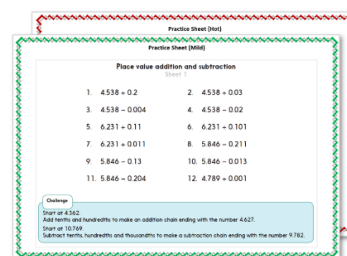 Practice Sheet (Hot)
Practice Sheet (Mild)
Place value addition and subtraction
Sheet 1
1. 4.538 + 0.2 2. 4.538 + 0.03
3. 4.538 − 0.004 4. 4.538 − 0.02
5. 6.231 + 0.11 6. 6.231 + 0.101
7. 6.231 + 0.011 8. 5.846 − 0.211
9. 5.846 − 0.13 10. 5.846 − 0.013
11. 5.846 − 0.204 12. 4.789 + 0.001
Challenge
Start at 4.362.
Add tenths and hundredths to make an addition chain ending with the number 4.627.
Start at 10.769.
Subtract tenths, hundredths and thousandths to make a subtraction chain ending with the number 9.782.